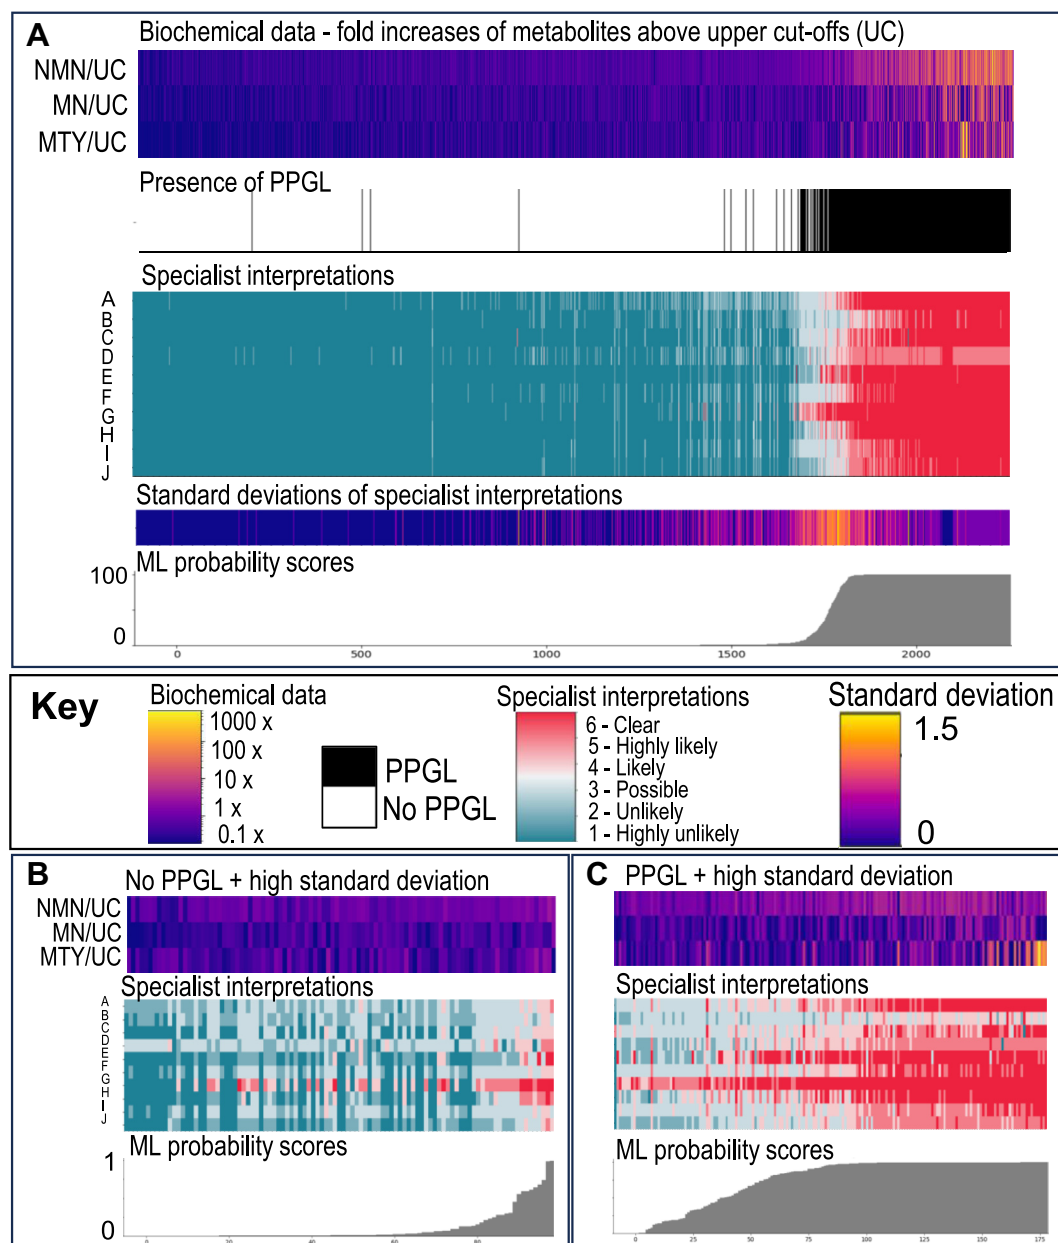 A
Biochemical data - fold increases of metabolites above upper cut-offs (UC)
NMN/UC
MN/UC
MTY/UC
Presence of PPGL
Specialist interpretations
A
B
C
D
E
F
G
H
I
J
Standard deviations of specialist interpretations
ML probability scores
100
0
0 500 1000 1500 2000
Key
Biochemical data
1000 x
100 x
10 x
1 x
0.1 x
PPGL
No PPGL
Specialist interpretations
6 - Clear
5 - Highly likely
4 - Likely
3 - Possible
2 - Unlikely
1 - Highly unlikely
Standard deviation
1.5
0
B
No PPGL + high standard deviation
NMN/UC
MN/UC
MTY/UC
Specialist interpretations
A
B
C
D
E
F
G
H
I
J
ML probability scores
1
0
0 20 40 60 80
C
PPGL + high standard deviation
Specialist interpretations
ML probability scores
0 25 50 75 100 125 150 175